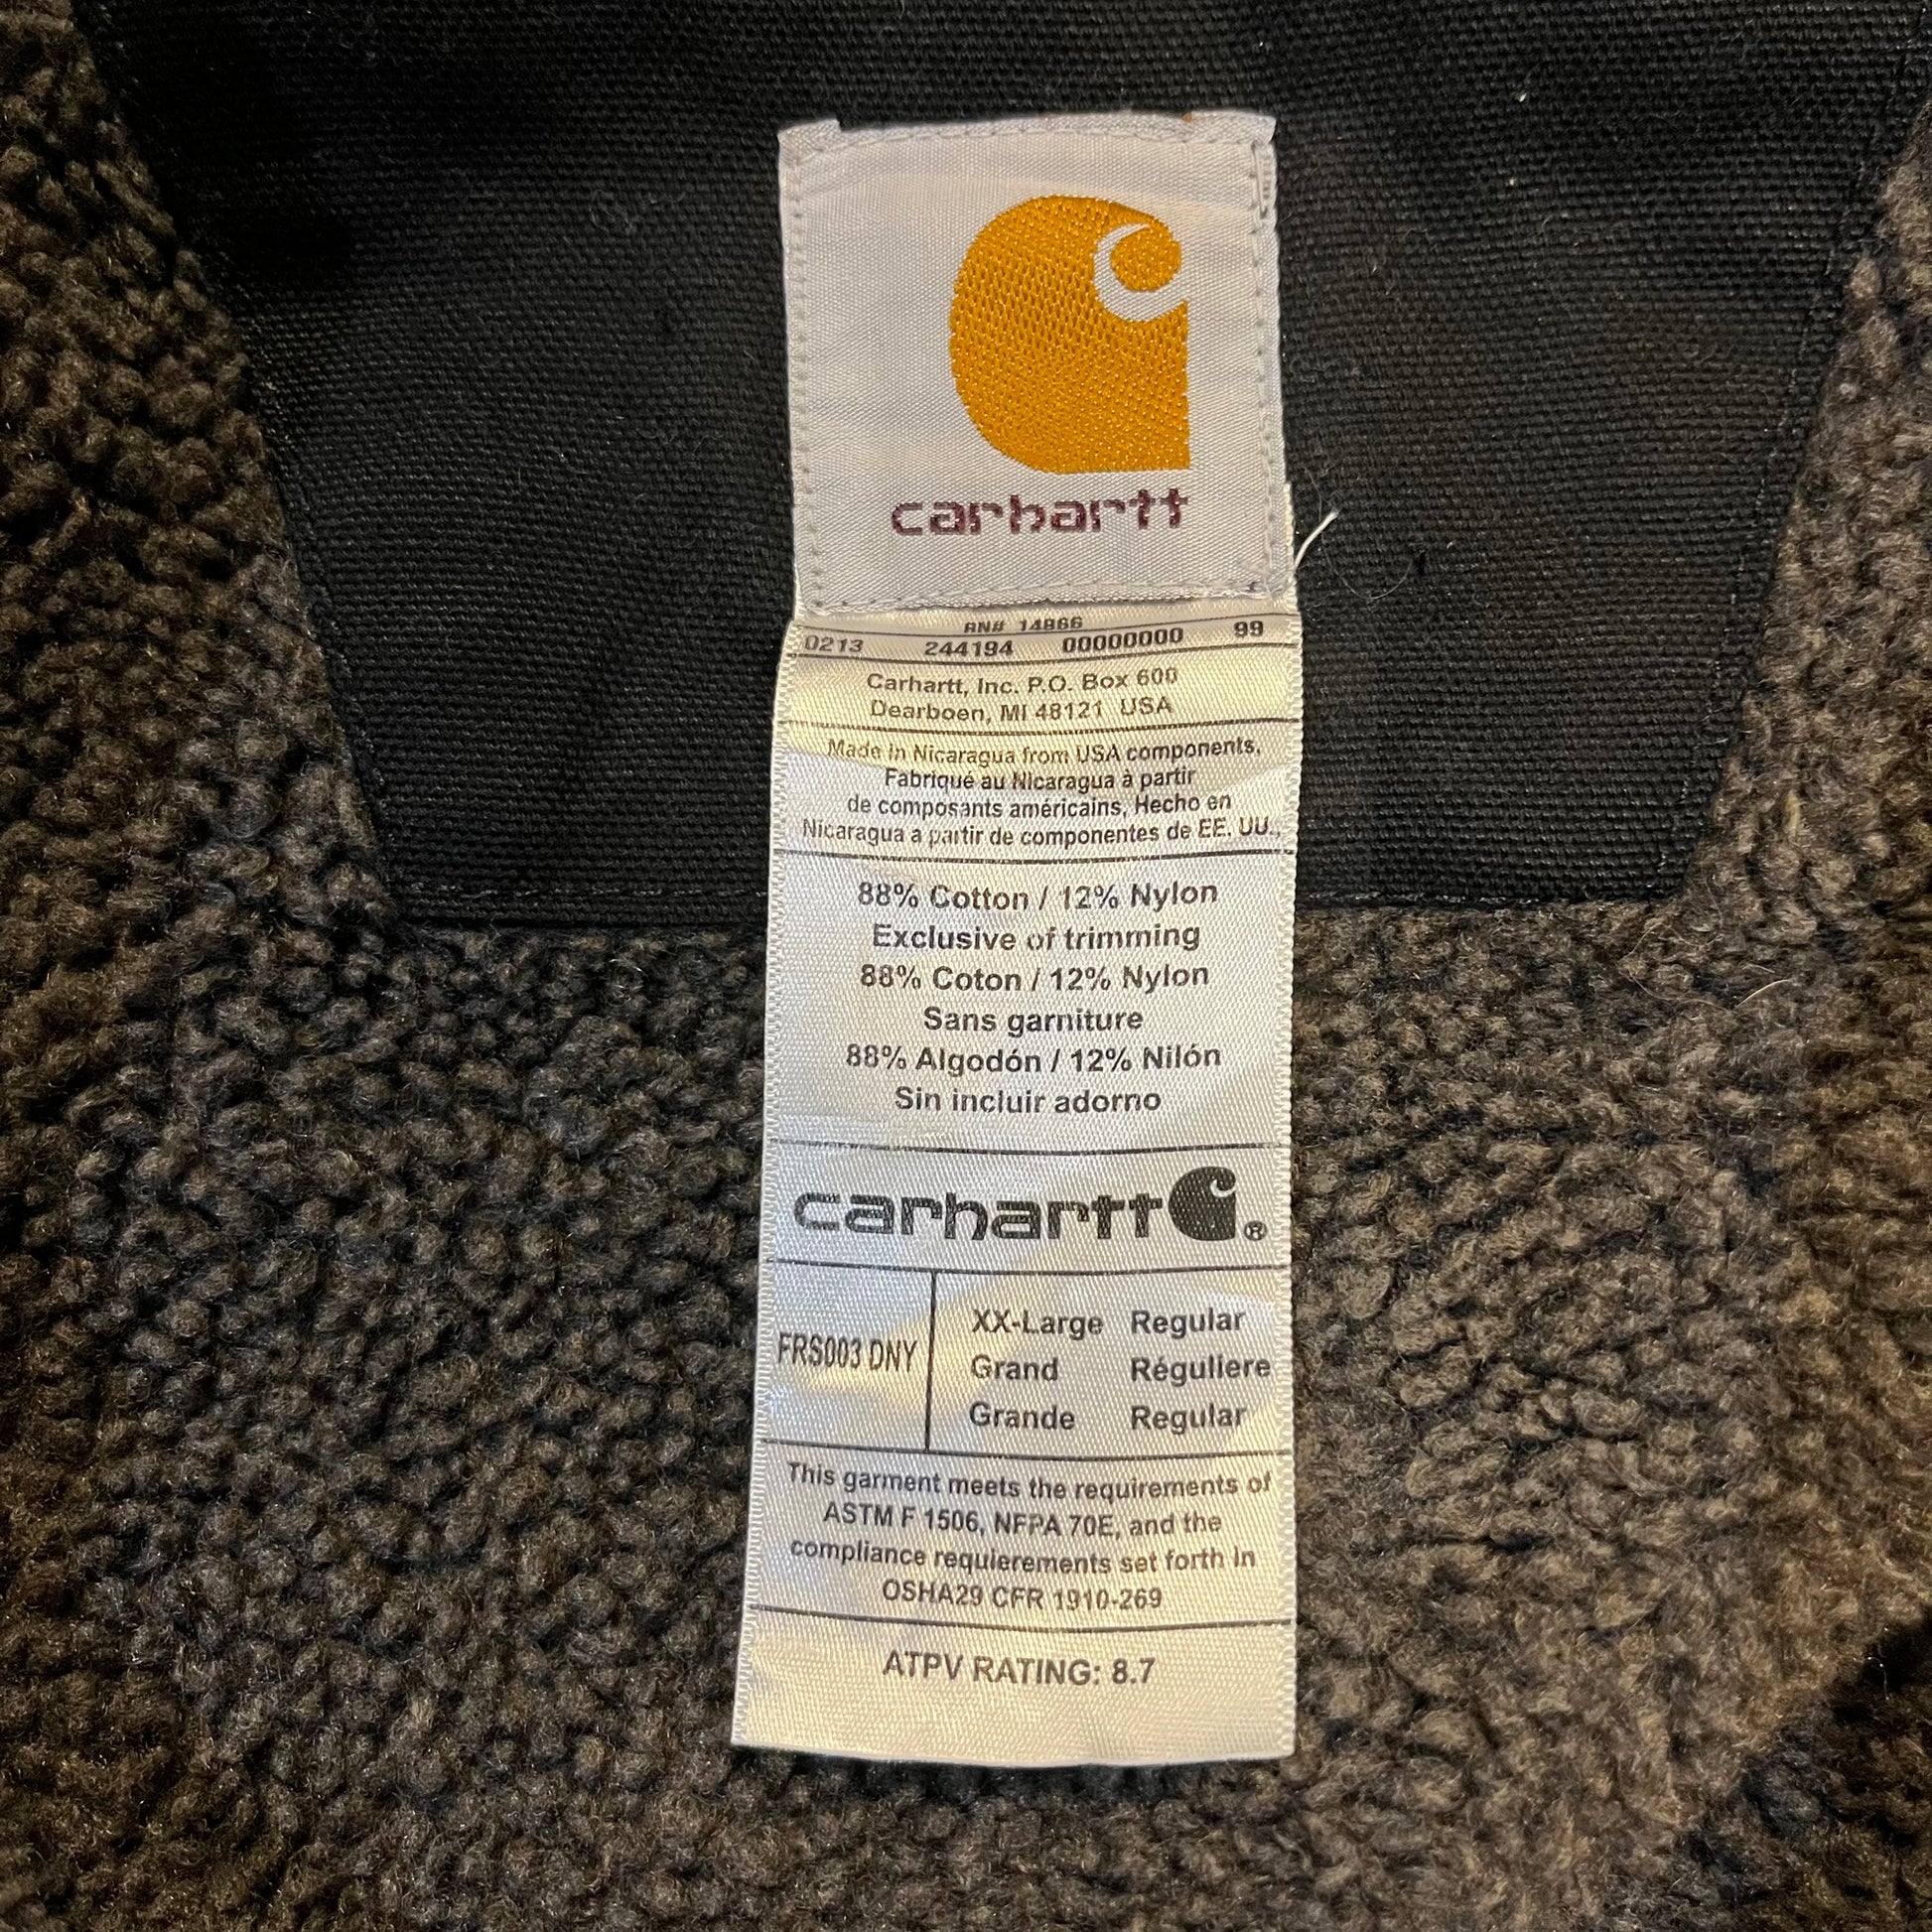 carhartt
RN# 14866
0213 244194 00000000 99
Carhartt, Inc. P.O. Box 600
Dearboen, MI 48121 USA
Made in Nicaragua from USA components,
Fabriqué au Nicaragua à partir
de composants américains, Hecho en
Nicaragua a partir de componentes de EE. UU.,
88% Cotton / 12% Nylon
Exclusive of trimming
88% Coton / 12% Nylon
Sans garniture
88% Algodón / 12% Nilón
Sin incluir adorno
carhartt ®
FRS003 DNY
XX-Large Regular
Grand Réguliere
Grande Regular
This garment meets the requirements of
ASTM F 1506, NFPA 70E, and the
compliance requierements set forth in
OSHA29 CFR 1910-269
ATPV RATING: 8.7